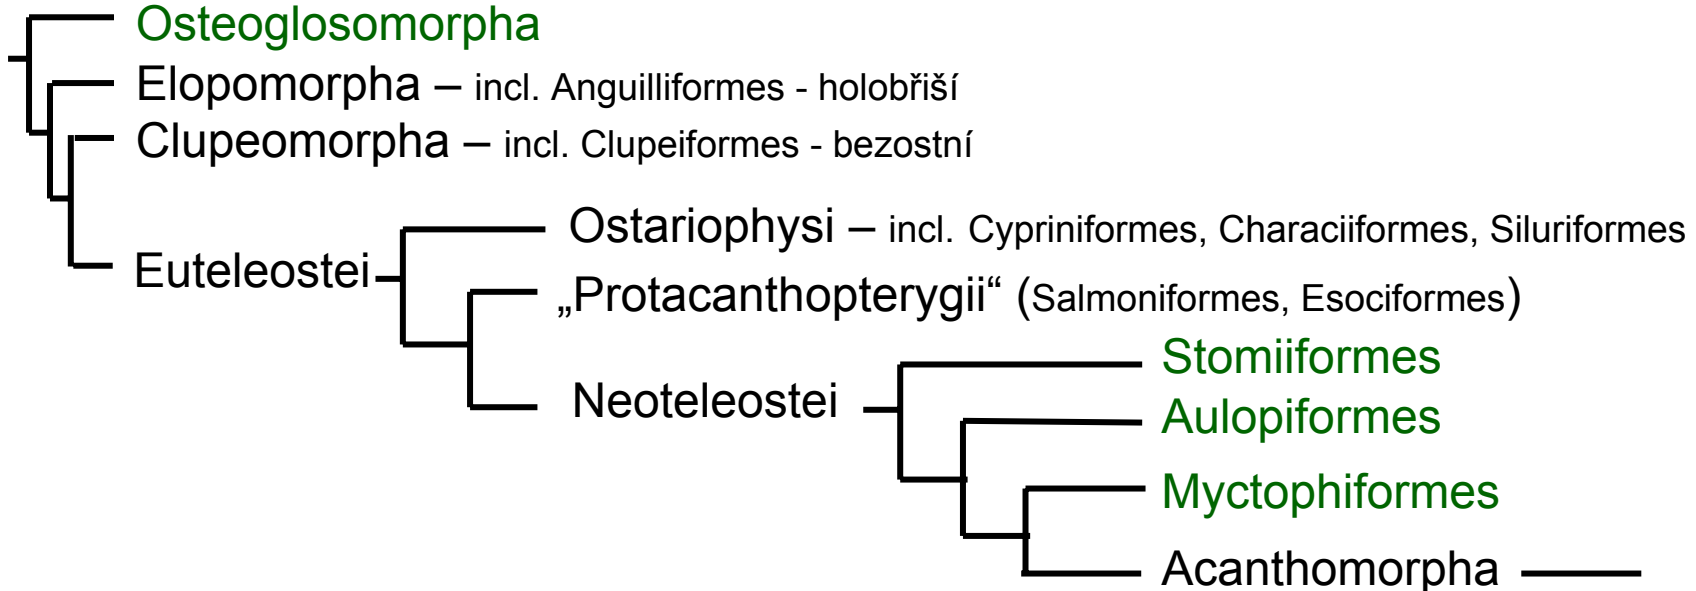 Osteoglosomorpha
Elopomorpha – incl. Anguilliformes - holobřiší
Clupeomorpha – incl. Clupeiformes - bezostní
Ostariophysi – incl. Cypriniformes, Characiiformes, Siluriformes
Euteleostei
„Protacanthopterygii“ (Salmoniformes, Esociformes)
Stomiiformes
Neoteleostei
Aulopiformes
Myctophiformes
Acanthomorpha